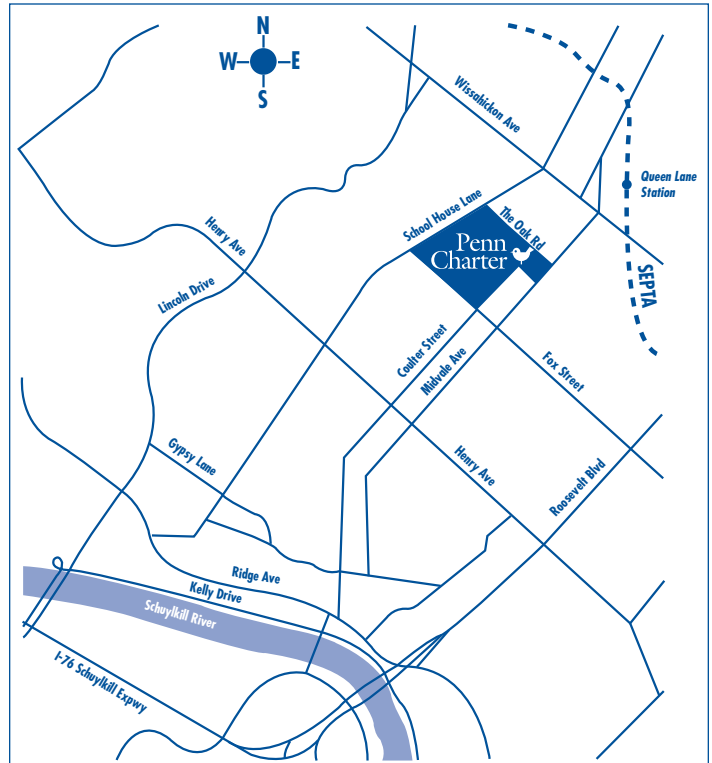 N
W
E
S
Wissahickon Ave
Queen Lane
Station
School House Lane
The Oak Rd
Penn
Charter
Henry Ave
SEPTA
Lincoln Drive
Coulter Street
Midvale Ave
Fox Street
Gypsy Lane
Henry Ave
Roosevelt Blvd
Ridge Ave
Kelly Drive
Schuylkill River
I-76 Schuylkill Expwy